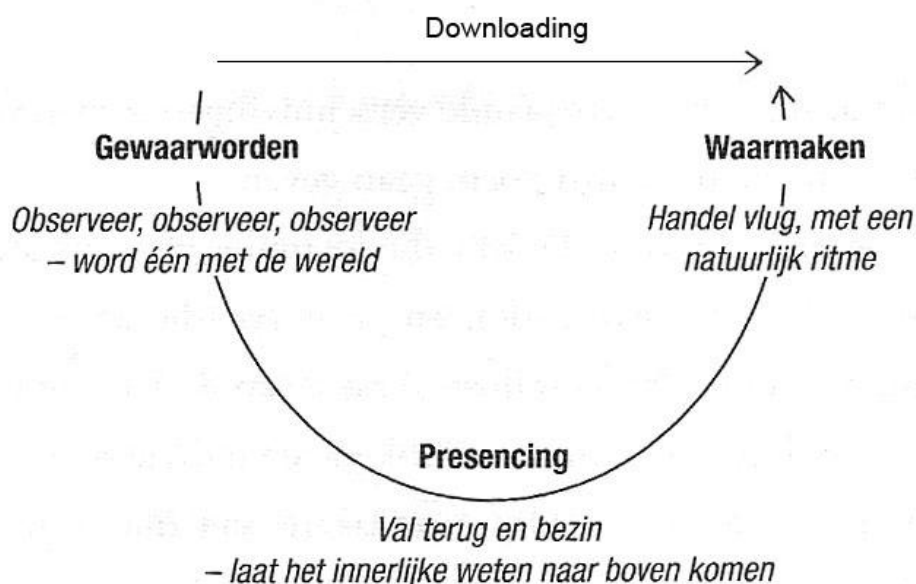 Downloading
Gewaarworden
Observeer, observeer, observeer
– word één met de wereld
Waarmaken
Handel vlug, met een
natuurlijk ritme
Presencing
Val terug en bezin
– laat het innerlijke weten naar boven komen